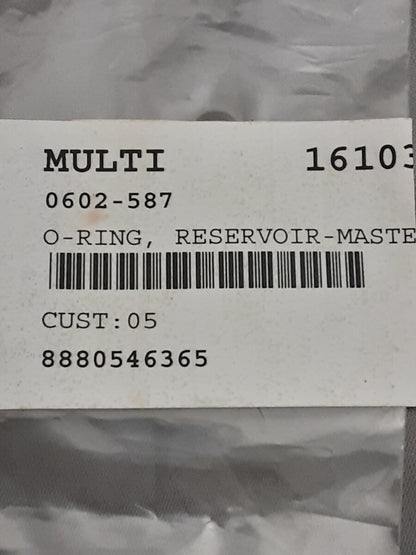 MULTI 16103
0602-587
O-RING, RESERVOIR-MASTE
CUST:05
8880546365